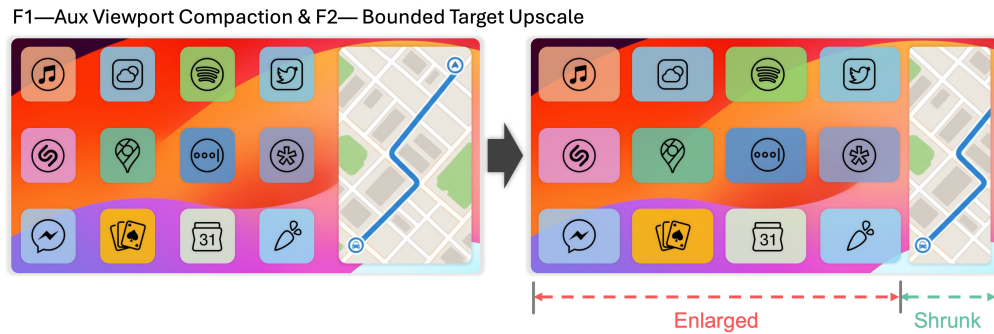 F1—Aux Viewport Compaction & F2— Bounded Target Upscale
31
31
Enlarged
Shrunk